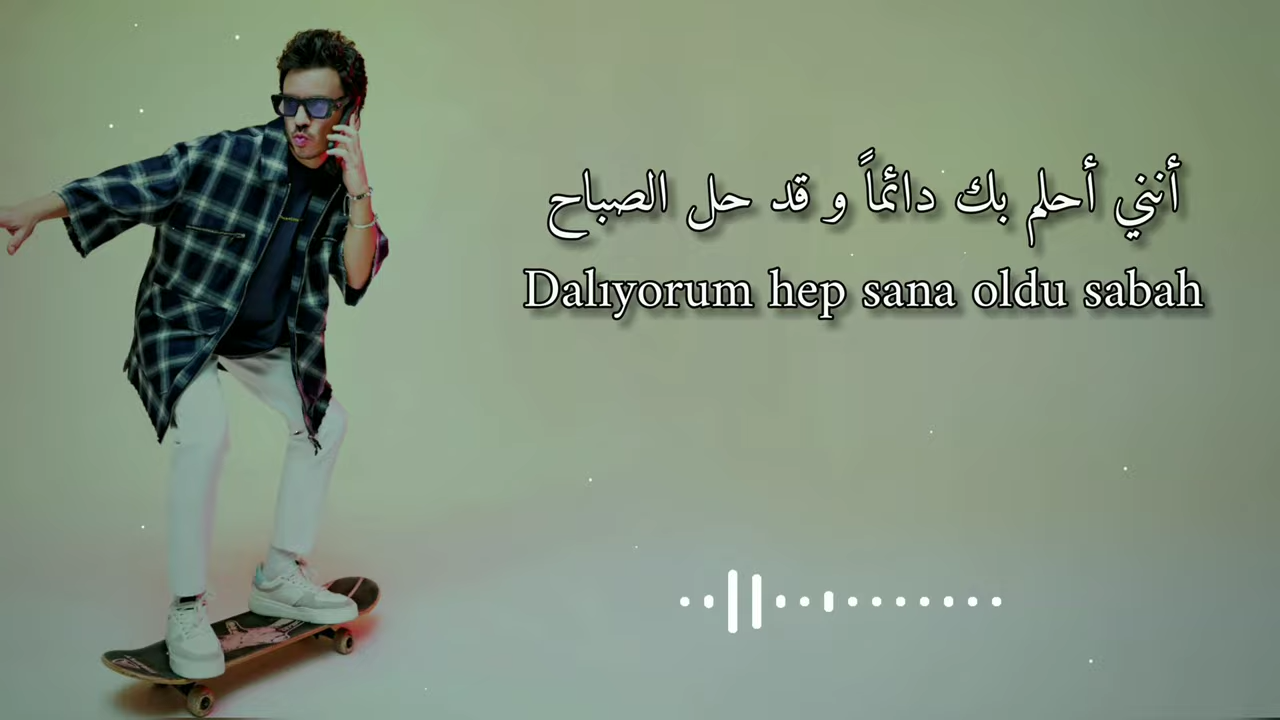 أنني أحلم بك دائماً و قد حل الصباح
Dalıyorum hep sana oldu sabah